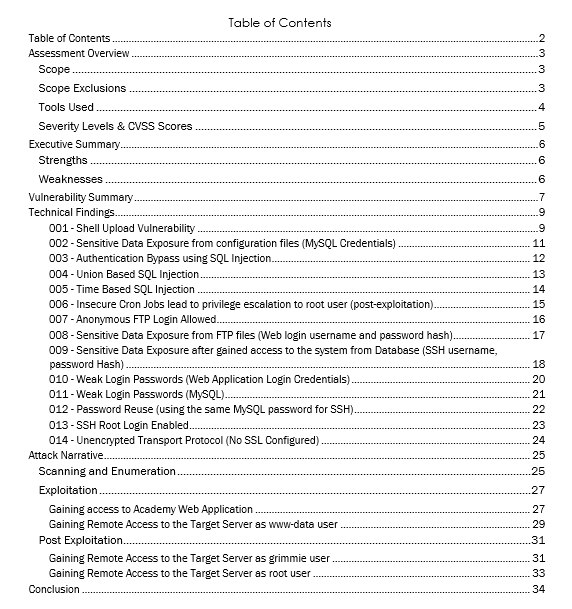 Table of Contents
Table of Contents ........ 2
Assessment Overview ........ 3
Scope ........ 3
Scope Exclusions ........ 3
Tools Used ........ 4
Severity Levels & CVSS Scores ........ 5
Executive Summary ........ 6
Strengths ........ 6
Weaknesses ........ 6
Vulnerability Summary ........ 7
Technical Findings ........ 9
001 - Shell Upload Vulnerability ........ 9
002 - Sensitive Data Exposure from configuration files (MySQL Credentials) ........ 11
003 - Authentication Bypass using SQL Injection ........ 12
004 - Union Based SQL Injection ........ 13
005 - Time Based SQL Injection ........ 14
006 - Insecure Cron Jobs lead to privilege escalation to root user (post-exploitation) ........ 15
007 - Anonymous FTP Login Allowed ........ 16
008 - Sensitive Data Exposure from FTP files (Web login username and password hash) ........ 17
009 - Sensitive Data Exposure after gained access to the system from Database (SSH username,
password Hash) ........ 18
010 - Weak Login Passwords (Web Application Login Credentials) ........ 20
011 - Weak Login Passwords (MySQL) ........ 21
012 - Password Reuse (using the same MySQL password for SSH) ........ 22
013 - SSH Root Login Enabled ........ 23
014 - Unencrypted Transport Protocol (No SSL Configured) ........ 24
Attack Narrative ........ 25
Scanning and Enumeration ........ 25
Exploitation ........ 27
Gaining access to Academy Web Application ........ 27
Gaining Remote Access to the Target Server as www-data user ........ 29
Post Exploitation ........ 31
Gaining Remote Access to the Target Server as grimmie user ........ 31
Gaining Remote Access to the Target Server as root user ........ 33
Conclusion ........ 34